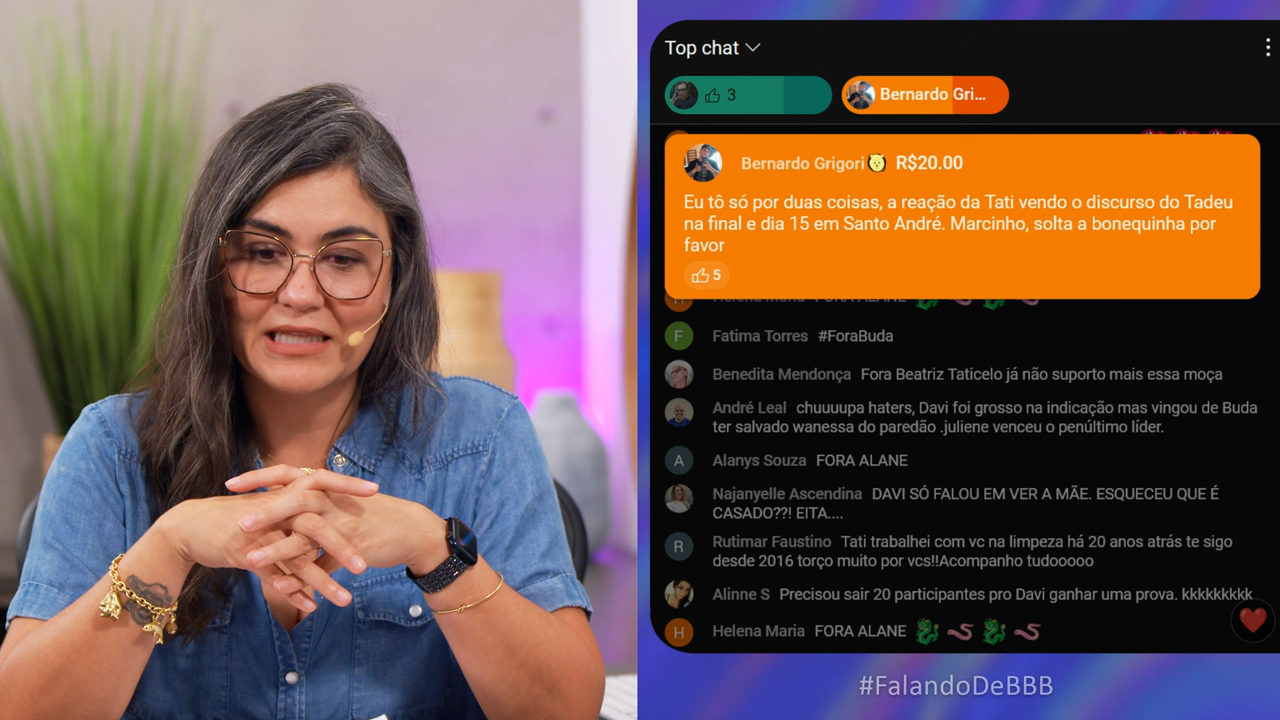 Top chat
3
Bernardo Gri...
Bernardo Grigori R$20.00
Eu tô só por duas coisas, a reação da Tati vendo o discurso do Tadeu
na final e dia 15 em Santo André. Marcinho, solta a bonequinha por
favor
5
Helena Maria FORA ALANE
F Fatima Torres #ForaBuda
Benedita Mendonça Fora Beatriz Taticelo já não suporto mais essa moça
André Leal chuuuupa haters, Davi foi grosso na indicação mas vingou de Buda
ter salvado wanessa do paredão .juliene venceu o penúltimo líder.
A Alanys Souza FORA ALANE
Najanyelle Ascendina DAVI SÓ FALOU EM VER A MÃE. ESQUECEU QUE É
CASADO??! EITA....
R Rutimar Faustino Tati trabalhei com vc na limpeza há 20 anos atrás te sigo
desde 2016 torço muito por vcs!!Acompanho tudooooo
Alinne S Precisou sair 20 participantes pro Davi ganhar uma prova. kkkkkkkkk
H Helena Maria FORA ALANE
#FalandoDeBBB